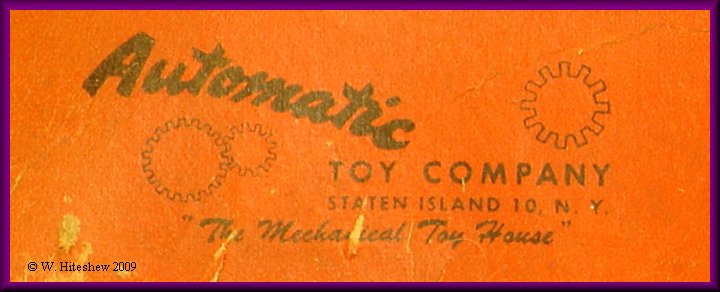 Automatic
TOY COMPANY
STATEN ISLAND 10, N. Y.
"The Mechanical Toy House"
© W. Hiteshew 2009